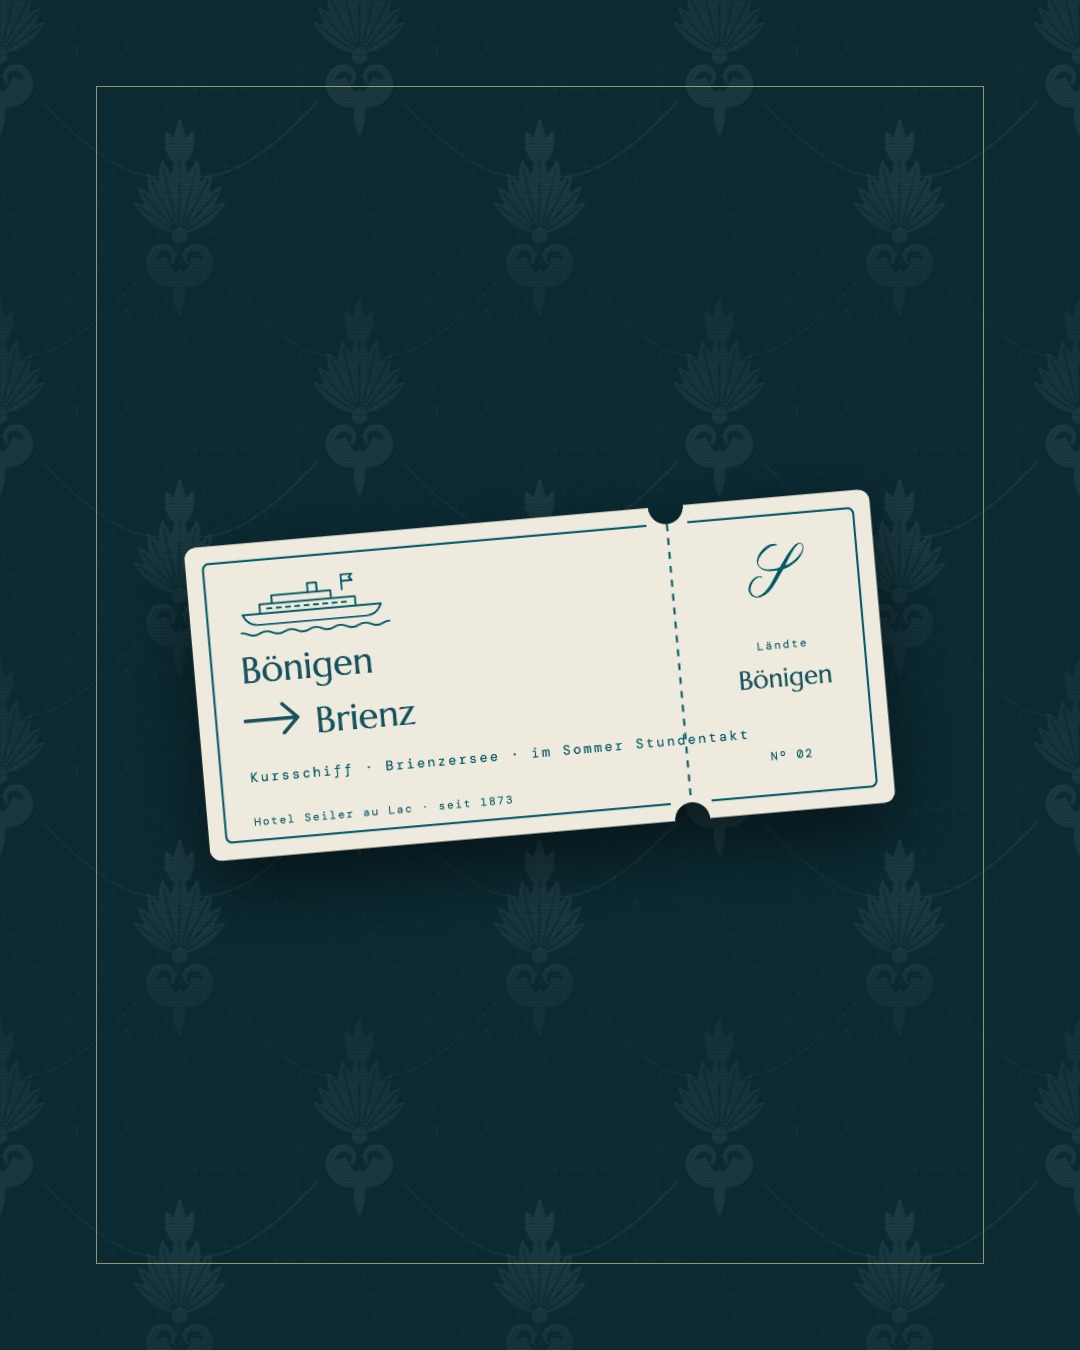 Bönigen
→ Brienz
Kursschiff · Brienzersee · im Sommer Stundentakt
Hotel Seiler au Lac · seit 1873
S
Ländte
Bönigen
Nº 02